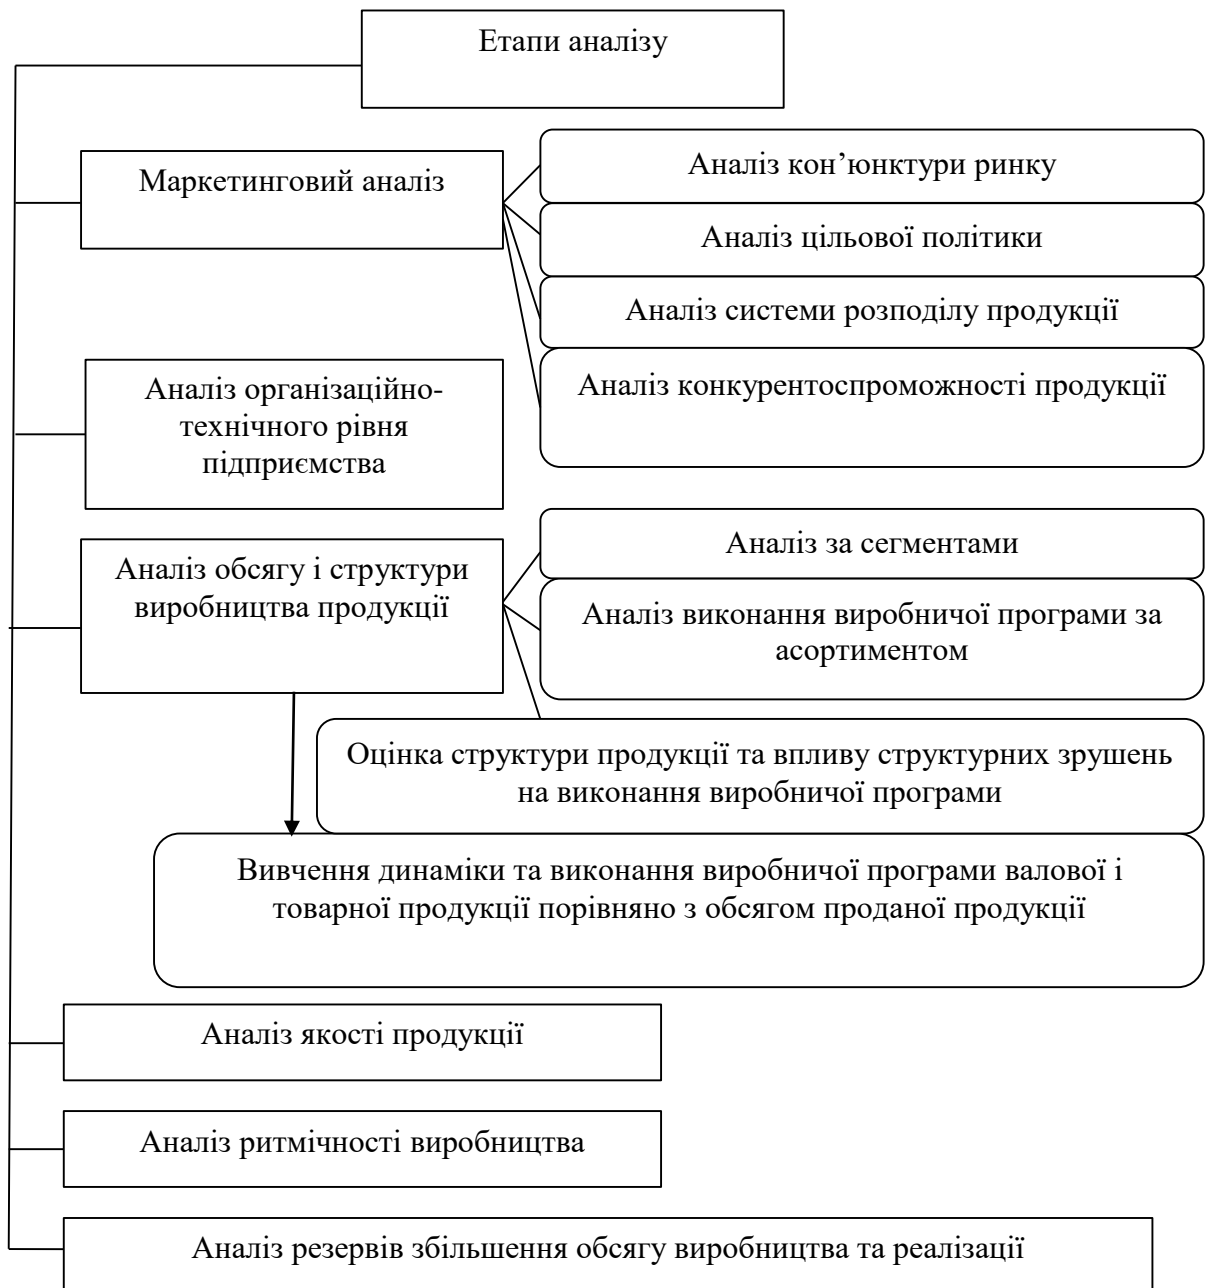 Етапи аналізу
Маркетинговий аналіз
Аналіз кон’юнктури ринку
Аналіз цільової політики
Аналіз системи розподілу продукції
Аналіз конкурентоспроможності продукції
Аналіз організаційно-
технічного рівня
підприємства
Аналіз обсягу і структури
виробництва продукції
Аналіз за сегментами
Аналіз виконання виробничої програми за
асортиментом
Оцінка структури продукції та впливу структурних зрушень
на виконання виробничої програми
Вивчення динаміки та виконання виробничої програми валової і
товарної продукції порівняно з обсягом проданої продукції
Аналіз якості продукції
Аналіз ритмічності виробництва
Аналіз резервів збільшення обсягу виробництва та реалізації